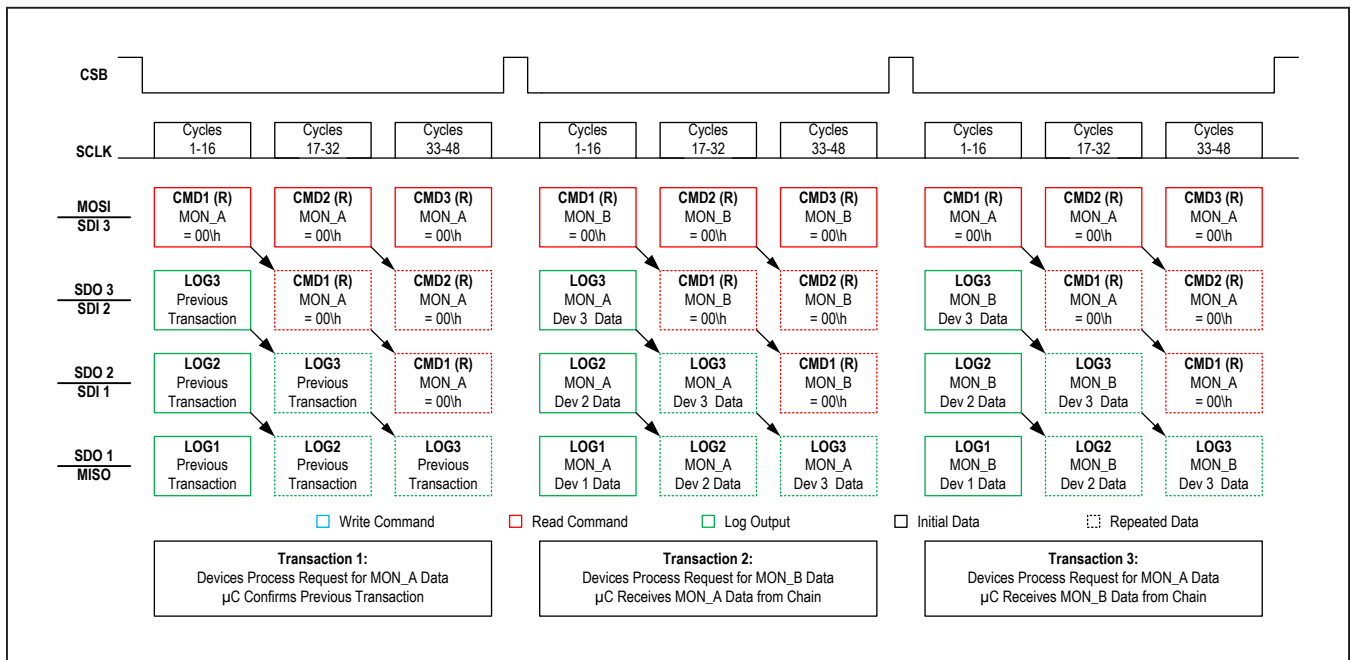 CSB
SCLK
Cycles
1-16
Cycles
17-32
Cycles
33-48
Cycles
1-16
Cycles
17-32
Cycles
33-48
Cycles
1-16
Cycles
17-32
Cycles
33-48
MOSI
SDI 3
CMD1 (R)
MON_A
= 00\h
CMD2 (R)
MON_A
= 00\h
CMD3 (R)
MON_A
= 00\h
CMD1 (R)
MON_B
= 00\h
CMD2 (R)
MON_B
= 00\h
CMD3 (R)
MON_B
= 00\h
CMD1 (R)
MON_A
= 00\h
CMD2 (R)
MON_A
= 00\h
CMD3 (R)
MON_A
= 00\h
SDO 3
SDI 2
LOG3
Previous
Transaction
CMD1 (R)
MON_A
= 00\h
CMD2 (R)
MON_A
= 00\h
LOG3
MON_A
Dev 3 Data
CMD1 (R)
MON_B
= 00\h
CMD2 (R)
MON_B
= 00\h
LOG3
MON_B
Dev 3 Data
CMD1 (R)
MON_A
= 00\h
CMD2 (R)
MON_A
= 00\h
SDO 2
SDI 1
LOG2
Previous
Transaction
LOG3
Previous
Transaction
CMD1 (R)
MON_A
= 00\h
LOG2
MON_A
Dev 2 Data
LOG3
MON_A
Dev 3 Data
CMD1 (R)
MON_B
= 00\h
LOG2
MON_B
Dev 2 Data
LOG3
MON_B
Dev 3 Data
CMD1 (R)
MON_A
= 00\h
SDO 1
MISO
LOG1
Previous
Transaction
LOG2
Previous
Transaction
LOG3
Previous
Transaction
LOG1
MON_A
Dev 1 Data
LOG2
MON_A
Dev 2 Data
LOG3
MON_A
Dev 3 Data
LOG1
MON_B
Dev 1 Data
LOG2
MON_B
Dev 2 Data
LOG3
MON_B
Dev 3 Data
Write Command
Read Command
Log Output
Initial Data
Repeated Data
Transaction 1:
Devices Process Request for MON_A Data
µC Confirms Previous Transaction
Transaction 2:
Devices Process Request for MON_B Data
µC Receives MON_A Data from Chain
Transaction 3:
Devices Process Request for MON_A Data
µC Receives MON_B Data from Chain